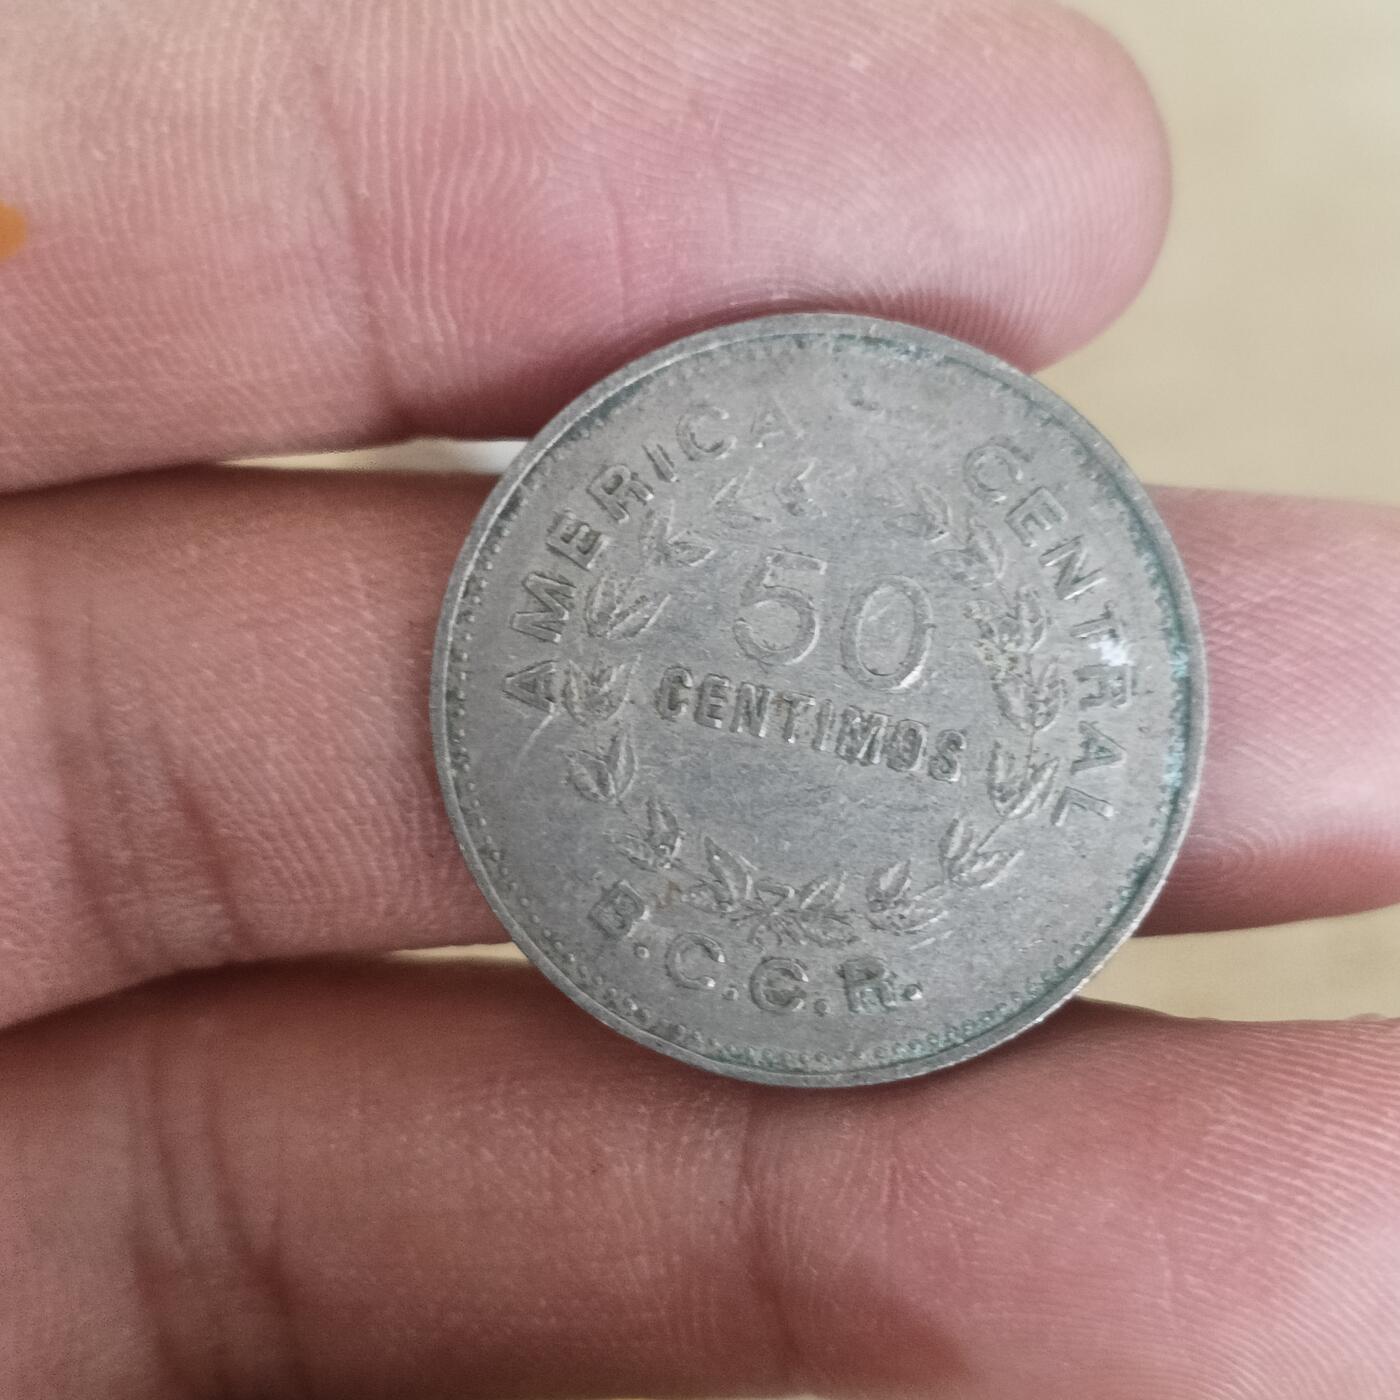 AMERICA CENTRAL
50
CENTIMOS
B.C.C.R.